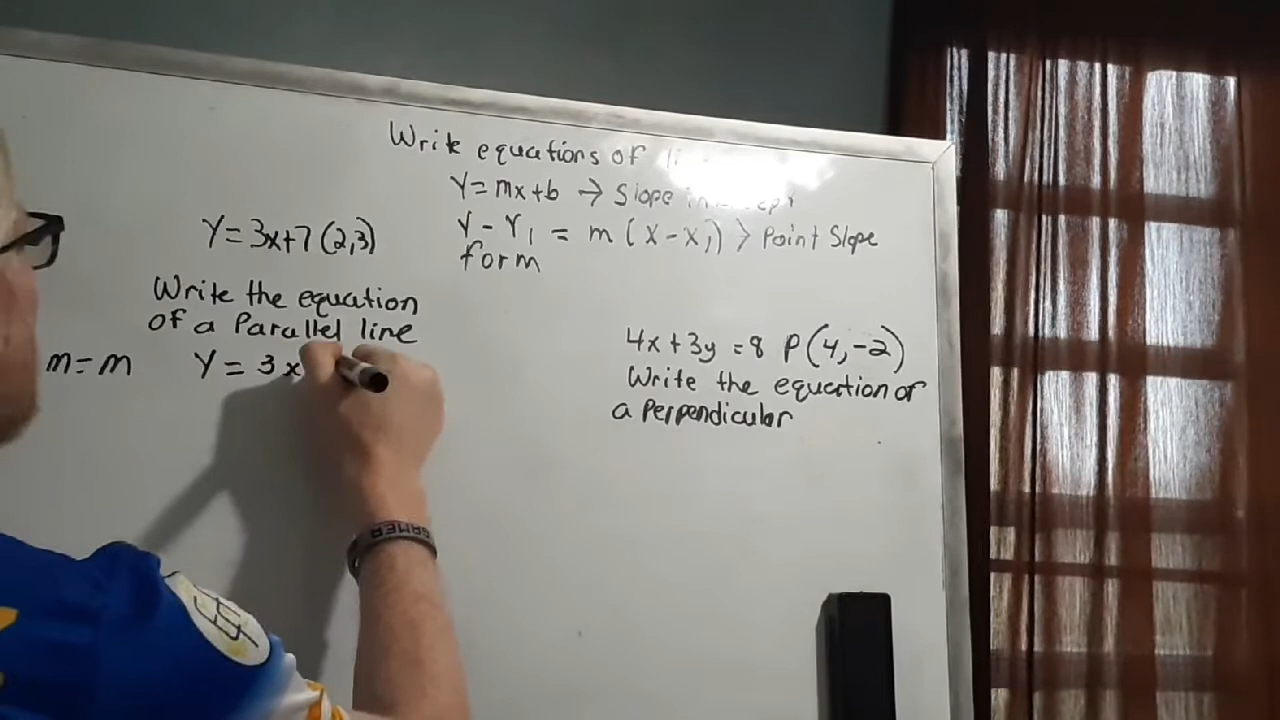 Write equations of
y = mx+b → Slope
y - y₁ = m (x - x₁) > Point Slope
form
y = 3x+7 (2,3)
Write the equation
of a Parallel line
m = m y = 3x
4x + 3y = 8 P(4, -2)
Write the equation of
a Perpendicular
GAMER